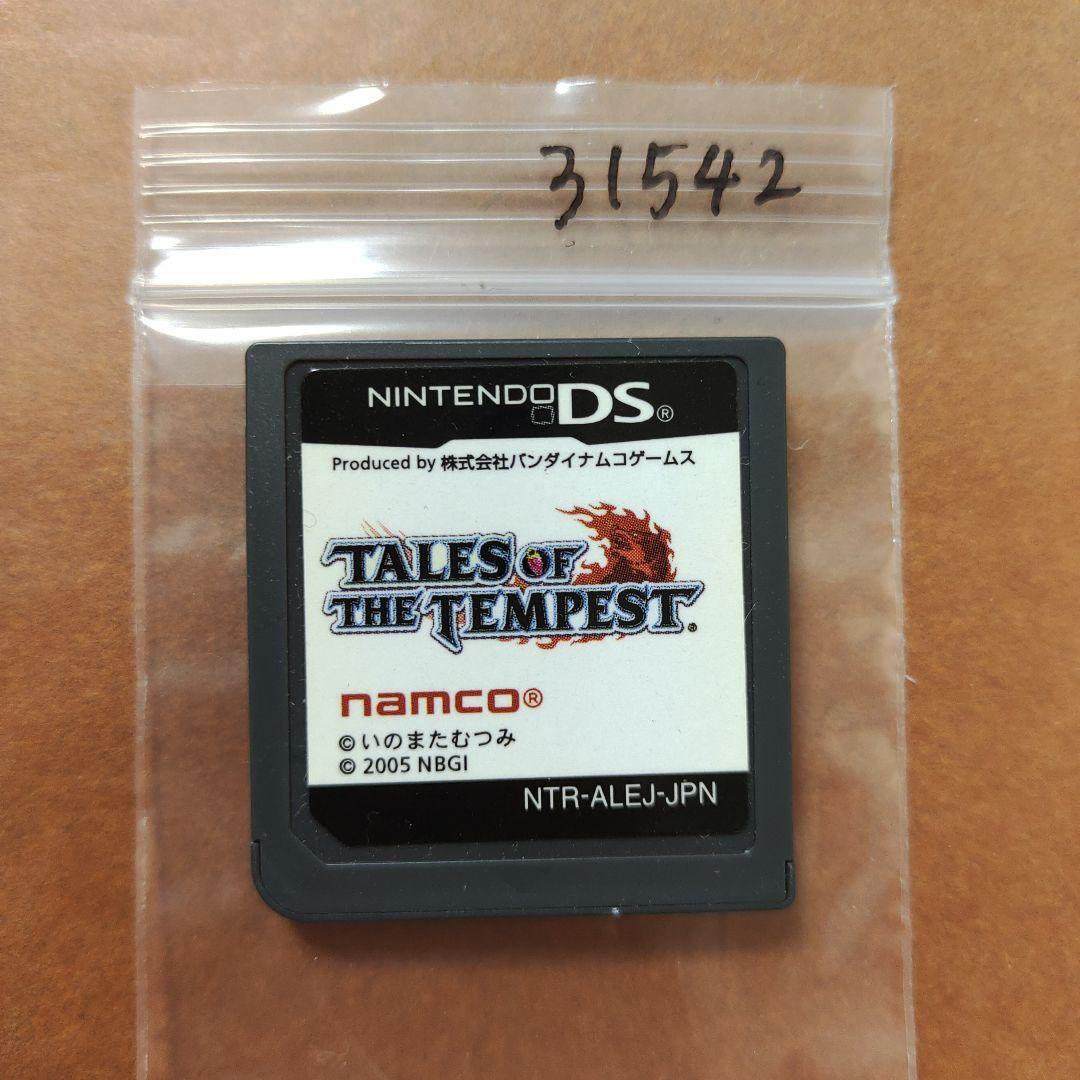 31542
NINTENDO DS®
Produced by 株式会社バンダイナムコゲームス
TALES OF
THE TEMPEST®
namco®
© いのまたむつみ
© 2005 NBGI
NTR-ALEJ-JPN